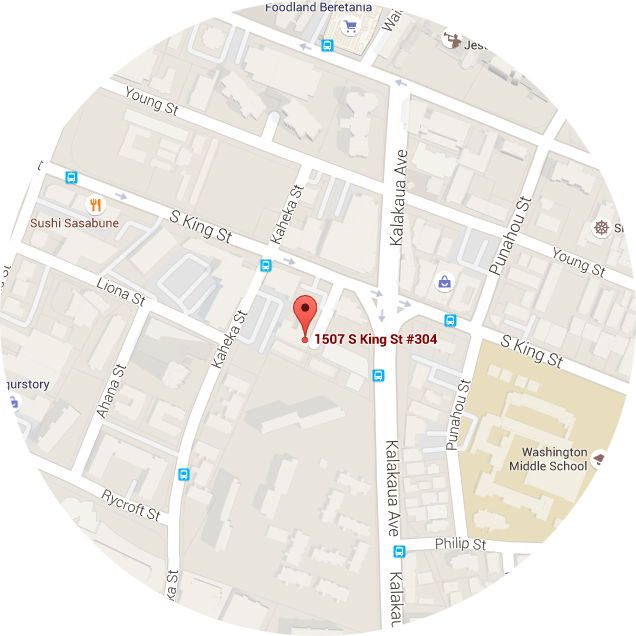 Foodland Beretania
Young St
Kalakaua Ave
Kaheka St
Punahou St
Sushi Sasabune
S King St
Young St
Liona St
Kaheka St
1507 S King St #304
S King St
Ahana St
Punahou St
Washington
Middle School
Kalakaua Ave
Rycroft St
Philip St